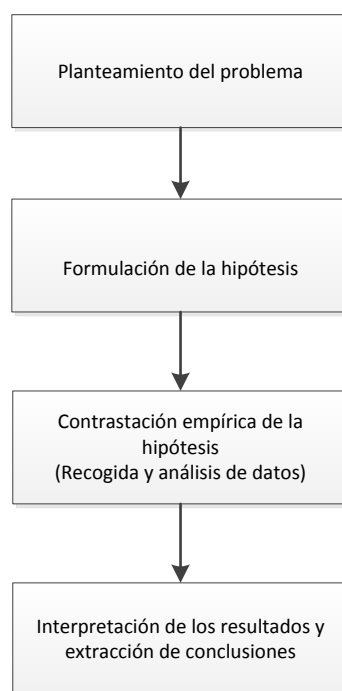 Planteamiento del problema
Formulación de la hipótesis
Contrastación empírica de la
hipótesis
(Recogida y análisis de datos)
Interpretación de los resultados y
extracción de conclusiones